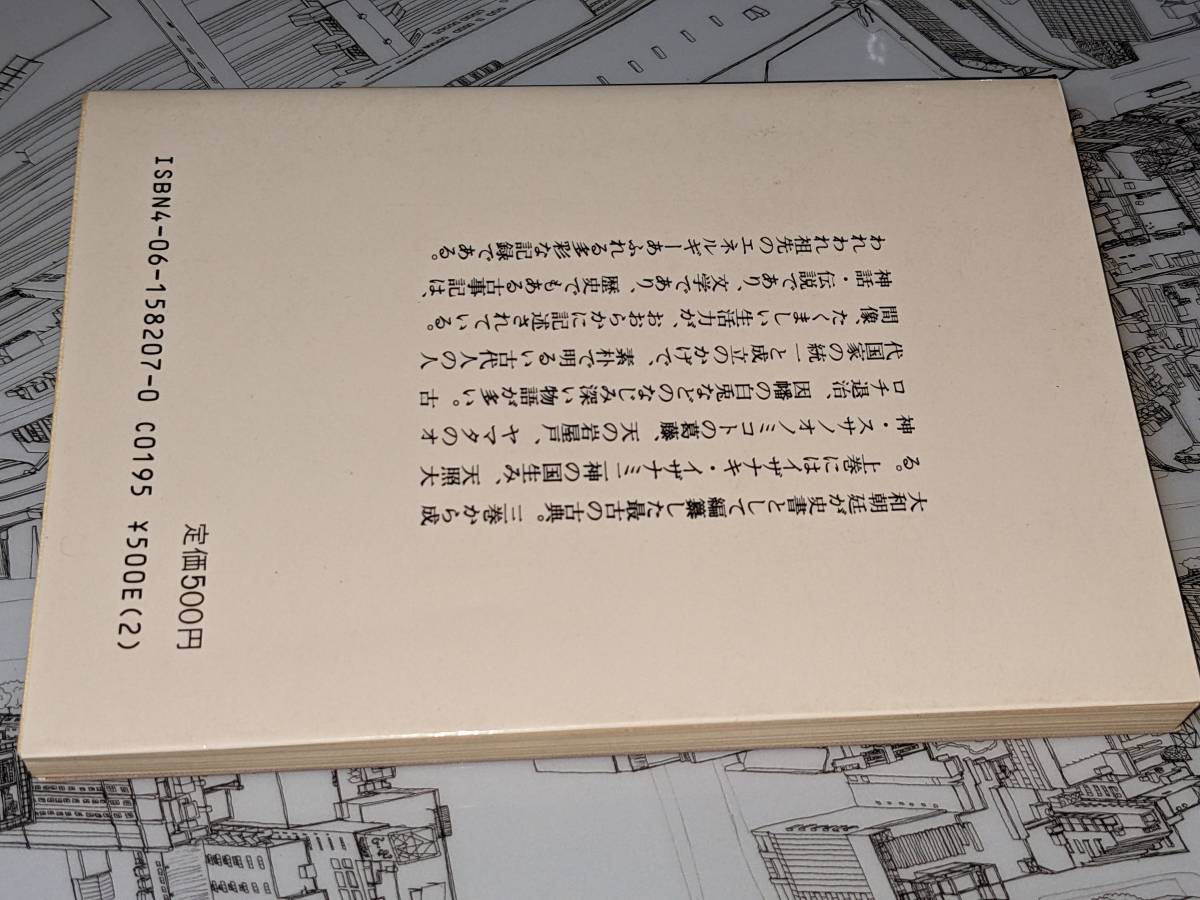 大和朝廷が史書として編纂した最古の古典。三巻から成
る。上巻にはイザナキ・イザナミ二神の国生み、天照大
神・スサノオノミコトの葛藤、天の岩屋戸、ヤマタのオ
ロチ退治、因幡の白兎などのなじみ深い物語が多い。古
代国家の統一と成立のかげで、素朴で明るい古代人の人
間像、たくましい生活力が、おおらかに記述されている。
神話・伝説であり、文学であり、歴史でもある古事記は、
われわれ祖先のエネルギーあふれる多彩な記録である。
定価500円
ISBN4-06-158207-0 C0195 ¥500E(2)